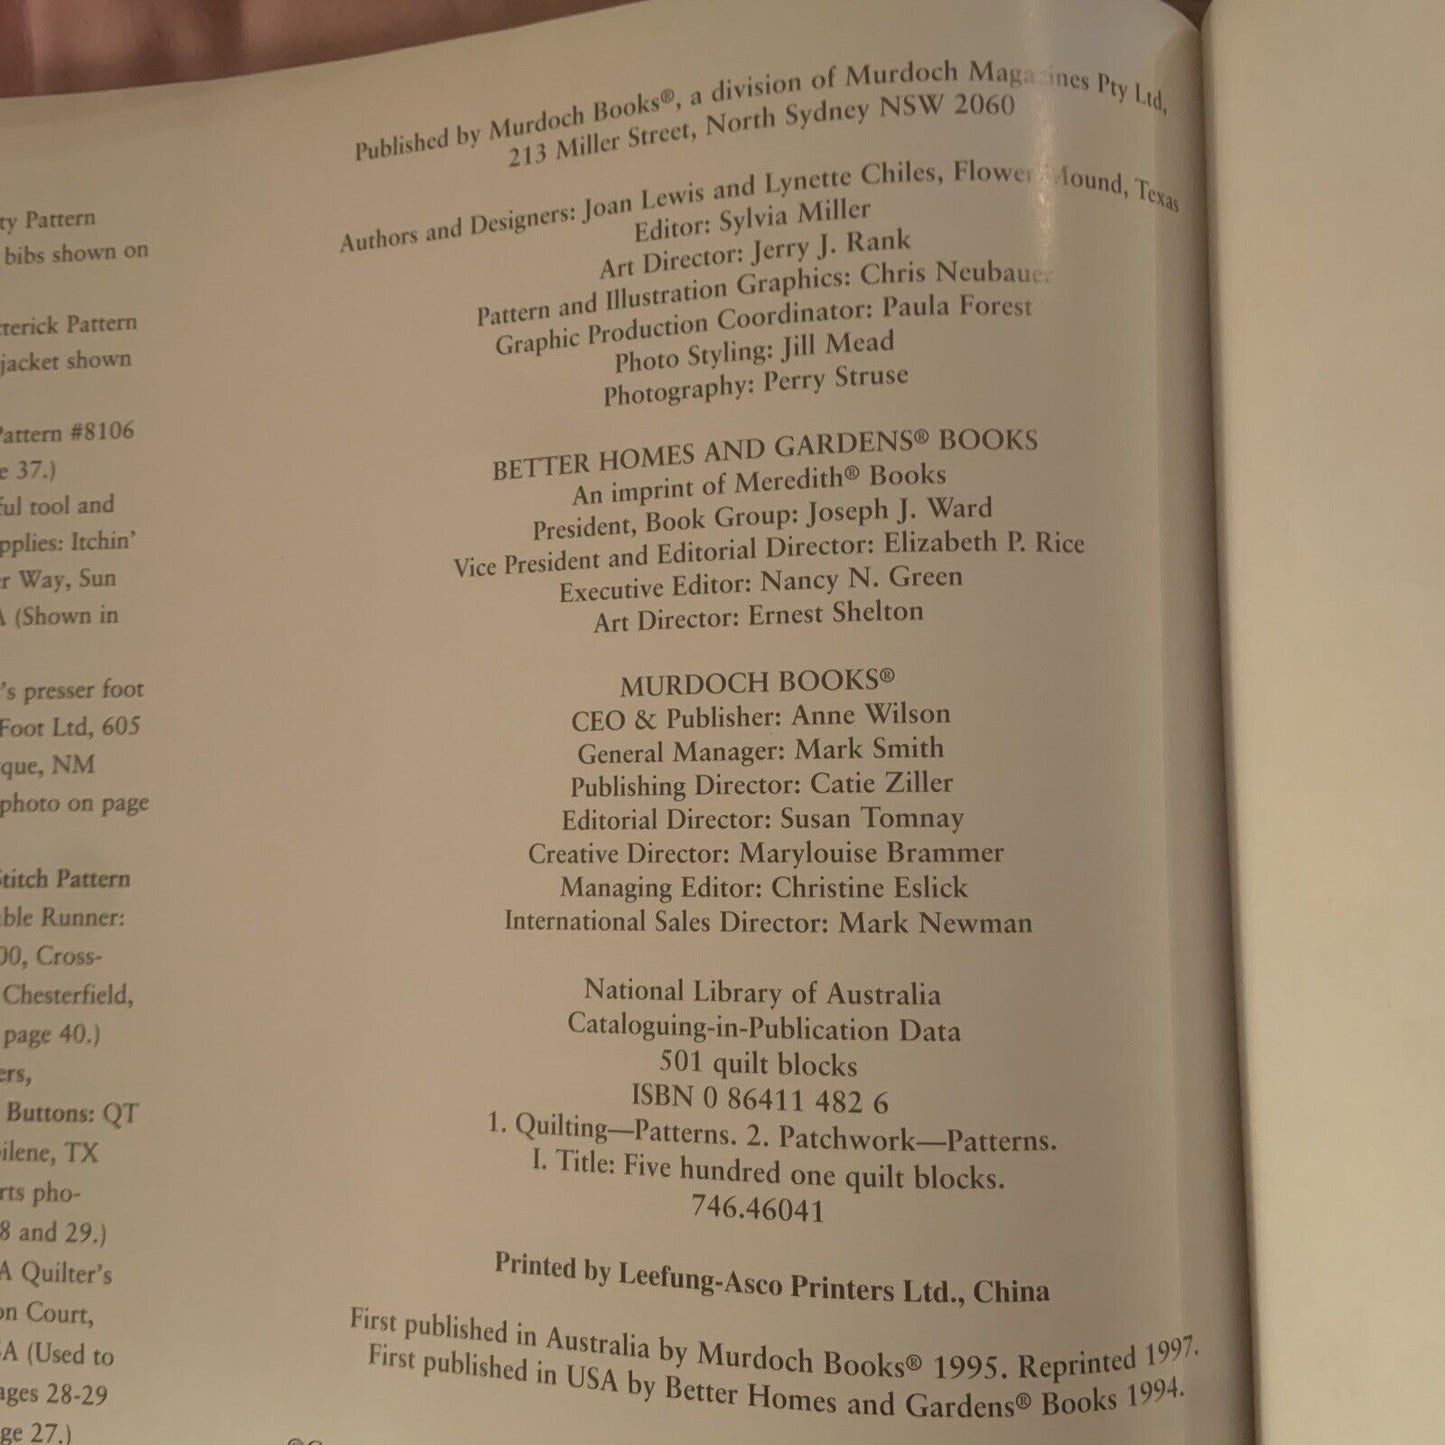 ty Pattern
bibs shown on
terick Pattern
jacket shown
Pattern #8106
37.)
ful tool and
pplies: Itchin'
r Way, Sun
A (Shown in
's presser foot
Foot Ltd, 605
que, NM
photo on page
Stitch Pattern
ble Runner:
00, Cross-
Chesterfield,
page 40.)
ers,
Buttons: QT
ilene, TX
rts pho-
8 and 29.)
A Quilter's
on Court,
SA (Used to
ages 28-29
ge 27.)
Published by Murdoch Books®, a division of Murdoch Magazines Pty Ltd,
213 Miller Street, North Sydney NSW 2060
Authors and Designers: Joan Lewis and Lynette Chiles, Flower Mound, Texas
Editor: Sylvia Miller
Art Director: Jerry J. Rank
Pattern and Illustration Graphics: Chris Neubauer
Graphic Production Coordinator: Paula Forest
Photo Styling: Jill Mead
Photography: Perry Struse
BETTER HOMES AND GARDENS® BOOKS
An imprint of Meredith® Books
President, Book Group: Joseph J. Ward
Vice President and Editorial Director: Elizabeth P. Rice
Executive Editor: Nancy N. Green
Art Director: Ernest Shelton
MURDOCH BOOKS®
CEO & Publisher: Anne Wilson
General Manager: Mark Smith
Publishing Director: Catie Ziller
Editorial Director: Susan Tomnay
Creative Director: Marylouise Brammer
Managing Editor: Christine Eslick
International Sales Director: Mark Newman
National Library of Australia
Cataloguing-in-Publication Data
501 quilt blocks
ISBN 0 86411 482 6
1. Quilting—Patterns. 2. Patchwork—Patterns.
I. Title: Five hundred one quilt blocks.
746.46041
Printed by Leefung-Asco Printers Ltd., China
First published in Australia by Murdoch Books® 1995. Reprinted 1997.
First published in USA by Better Homes and Gardens® Books 1994.